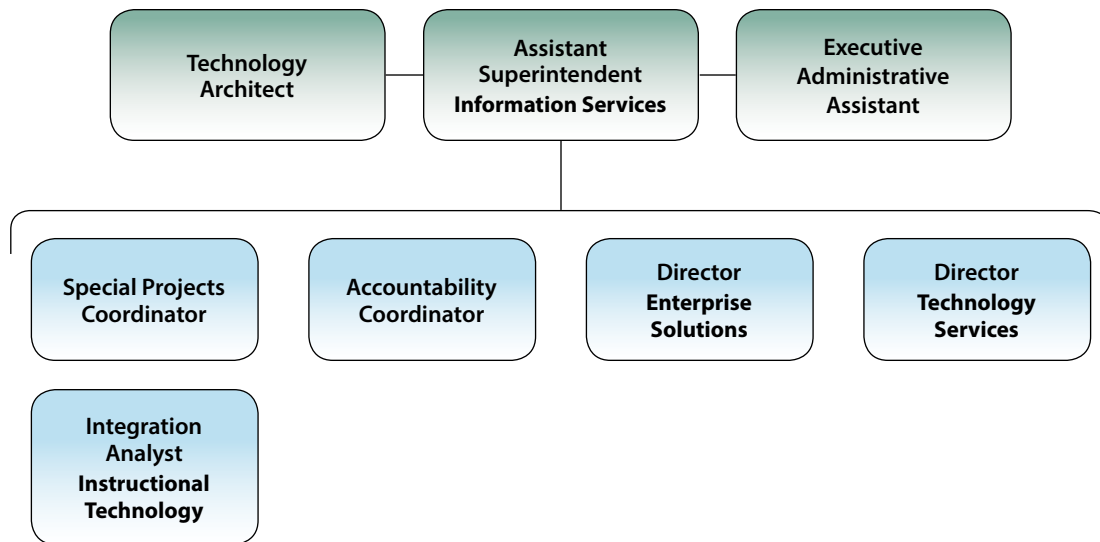 Technology
Architect
Assistant
Superintendent
Information Services
Executive
Administrative
Assistant
Special Projects
Coordinator
Accountability
Coordinator
Director
Enterprise
Solutions
Director
Technology
Services
Integration
Analyst
Instructional
Technology